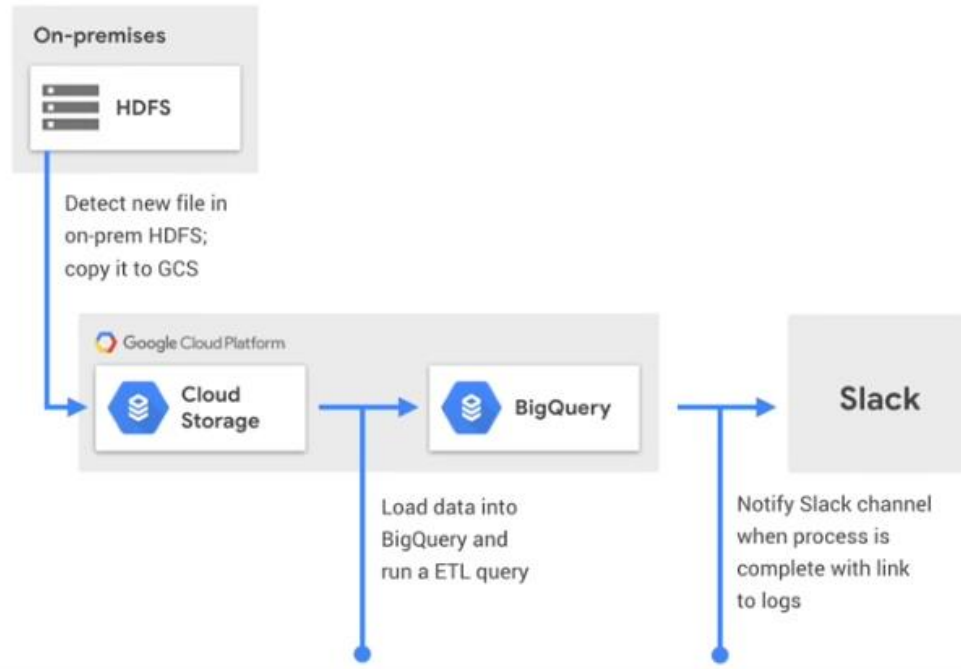 On-premises
HDFS
Detect new file in
on-prem HDFS;
copy it to GCS
Google Cloud Platform
Cloud
Storage
BigQuery
Slack
Load data into
BigQuery and
run a ETL query
Notify Slack channel
when process is
complete with link
to logs